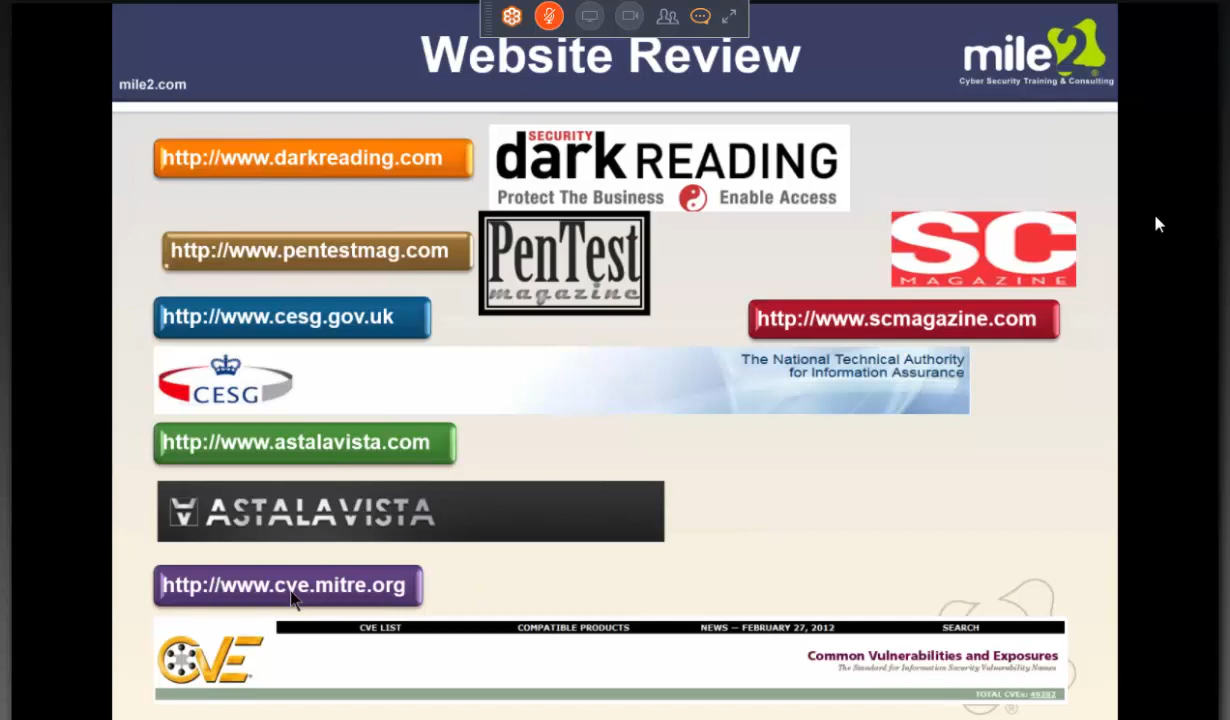 Website Review
mile2
Cyber Security Training & Consulting
mile2.com
http://www.darkreading.com
SECURITY
dark READING
Protect The Business Enable Access
http://www.pentestmag.com
PenTest
magazine
SC
MAGAZINE
http://www.cesg.gov.uk
http://www.scmagazine.com
CESG
The National Technical Authority
for Information Assurance
http://www.astalavista.com
ASTALAVISTA
http://www.cve.mitre.org
CVE LIST COMPATIBLE PRODUCTS NEWS — FEBRUARY 27, 2012 SEARCH
CVE
Common Vulnerabilities and Exposures
The Standard for Information Security Vulnerability Names
TOTAL CVEs: 49282